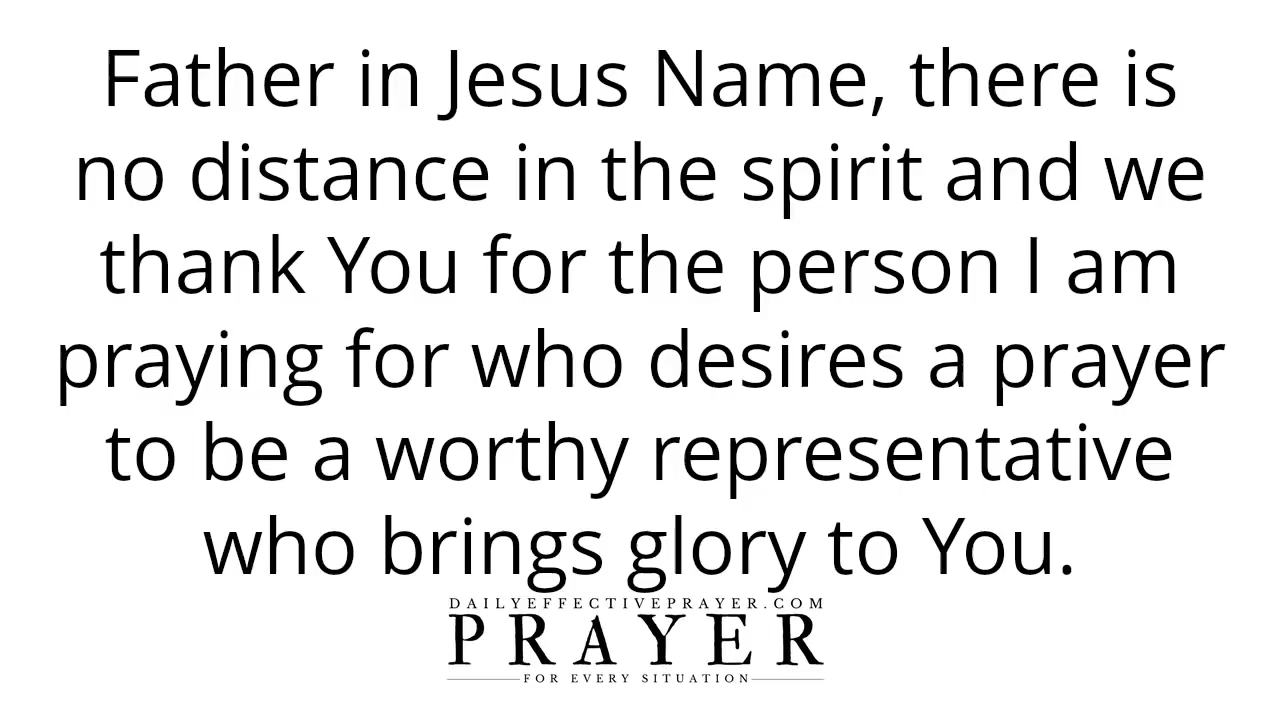 Father in Jesus Name, there is
no distance in the spirit and we
thank You for the person I am
praying for who desires a prayer
to be a worthy representative
who brings glory to You.
DAILYEFFECTIVEPRAYER.COM
PRAYER
FOR EVERY SITUATION